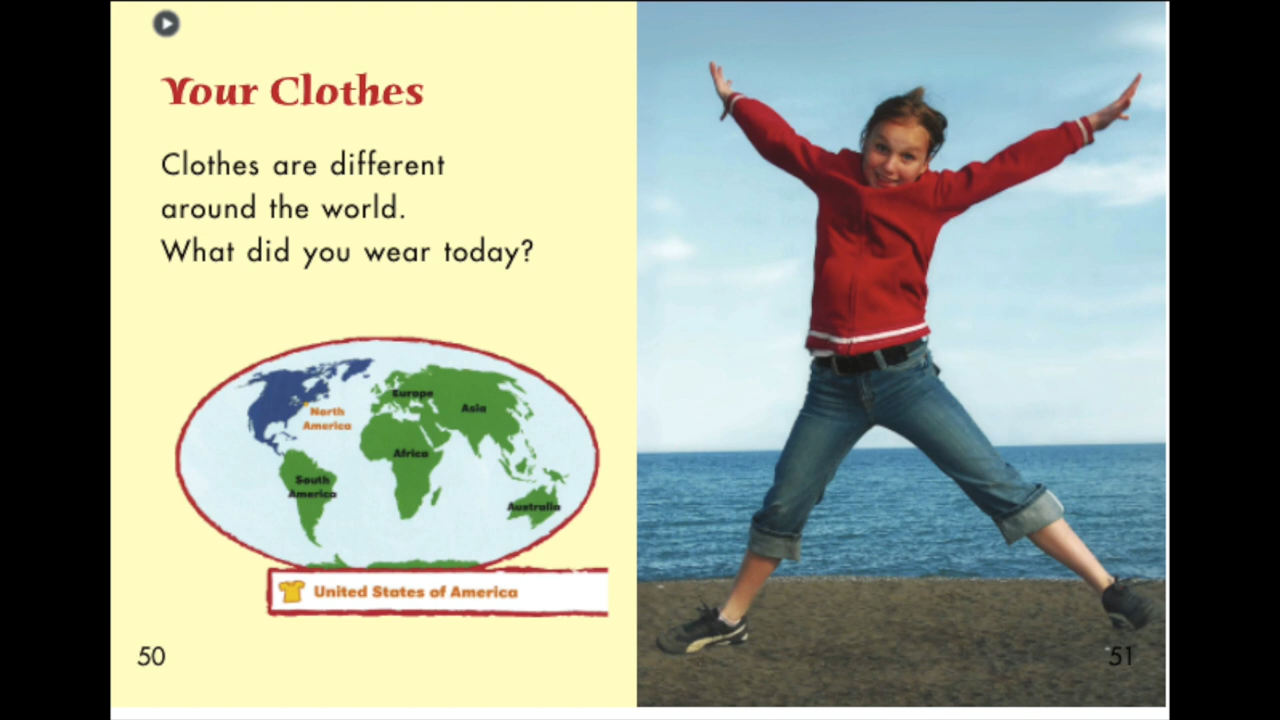 Your Clothes
Clothes are different
around the world.
What did you wear today?
North
America
Europe
Asia
Africa
South
America
Australia
United States of America
50
51